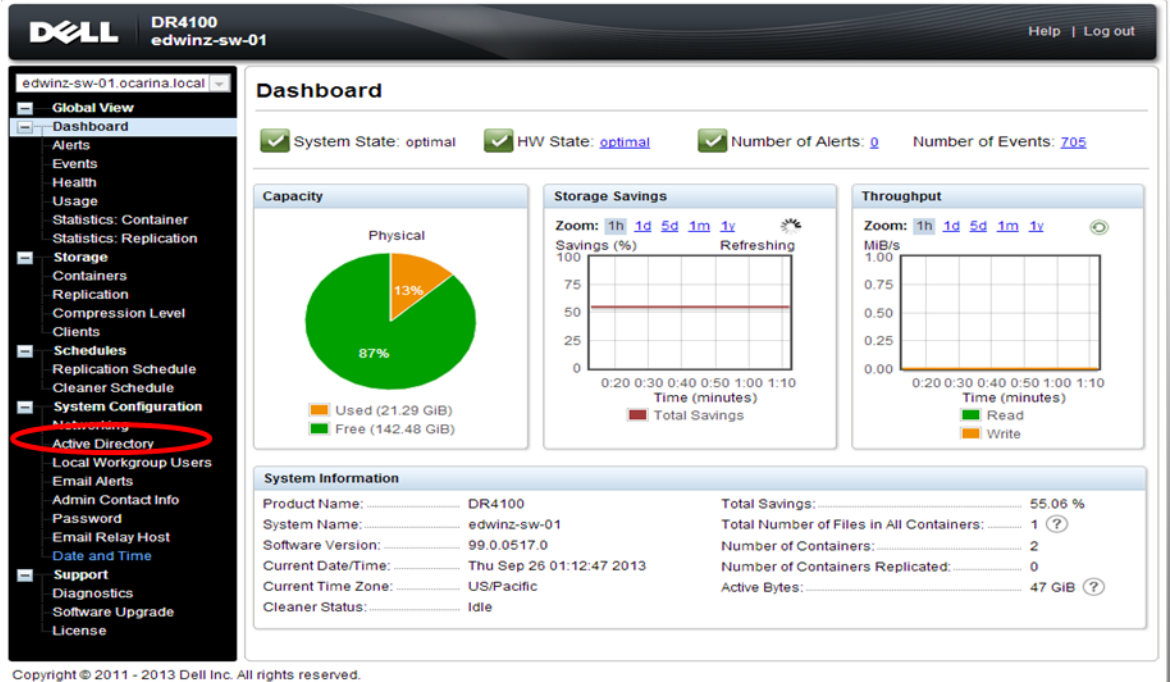 DELL
DR4100
edwinz-sw-01
Help | Log out
edwinz-sw-01.ocarina.local
Global View
Dashboard
Alerts
Events
Health
Usage
Statistics: Container
Statistics: Replication
Storage
Containers
Replication
Compression Level
Clients
Schedules
Replication Schedule
Cleaner Schedule
System Configuration
Networking
Active Directory
Local Workgroup Users
Email Alerts
Admin Contact Info
Password
Email Relay Host
Date and Time
Support
Diagnostics
Software Upgrade
License
Dashboard
System State: optimal
HW State: optimal
Number of Alerts: 0
Number of Events: 705
Capacity
Physical
13%
87%
Used (21.29 GiB)
Free (142.48 GiB)
Storage Savings
Zoom: 1h 1d 5d 1m 1y
Savings (%) Refreshing
100
75
50
25
0
0:20 0:30 0:40 0:50 1:00 1:10
Time (minutes)
Total Savings
Throughput
Zoom: 1h 1d 5d 1m 1y
MiB/s
1.00
0.75
0.50
0.25
0.00
0:20 0:30 0:40 0:50 1:00 1:10
Time (minutes)
Read
Write
System Information
Product Name: DR4100
System Name: edwinz-sw-01
Software Version: 99.0.0517.0
Current Date/Time: Thu Sep 26 01:12:47 2013
Current Time Zone: US/Pacific
Cleaner Status: Idle
Total Savings: 55.06 %
Total Number of Files in All Containers: 1 ?
Number of Containers: 2
Number of Containers Replicated: 0
Active Bytes: 47 GiB ?
Copyright © 2011 - 2013 Dell Inc. All rights reserved.